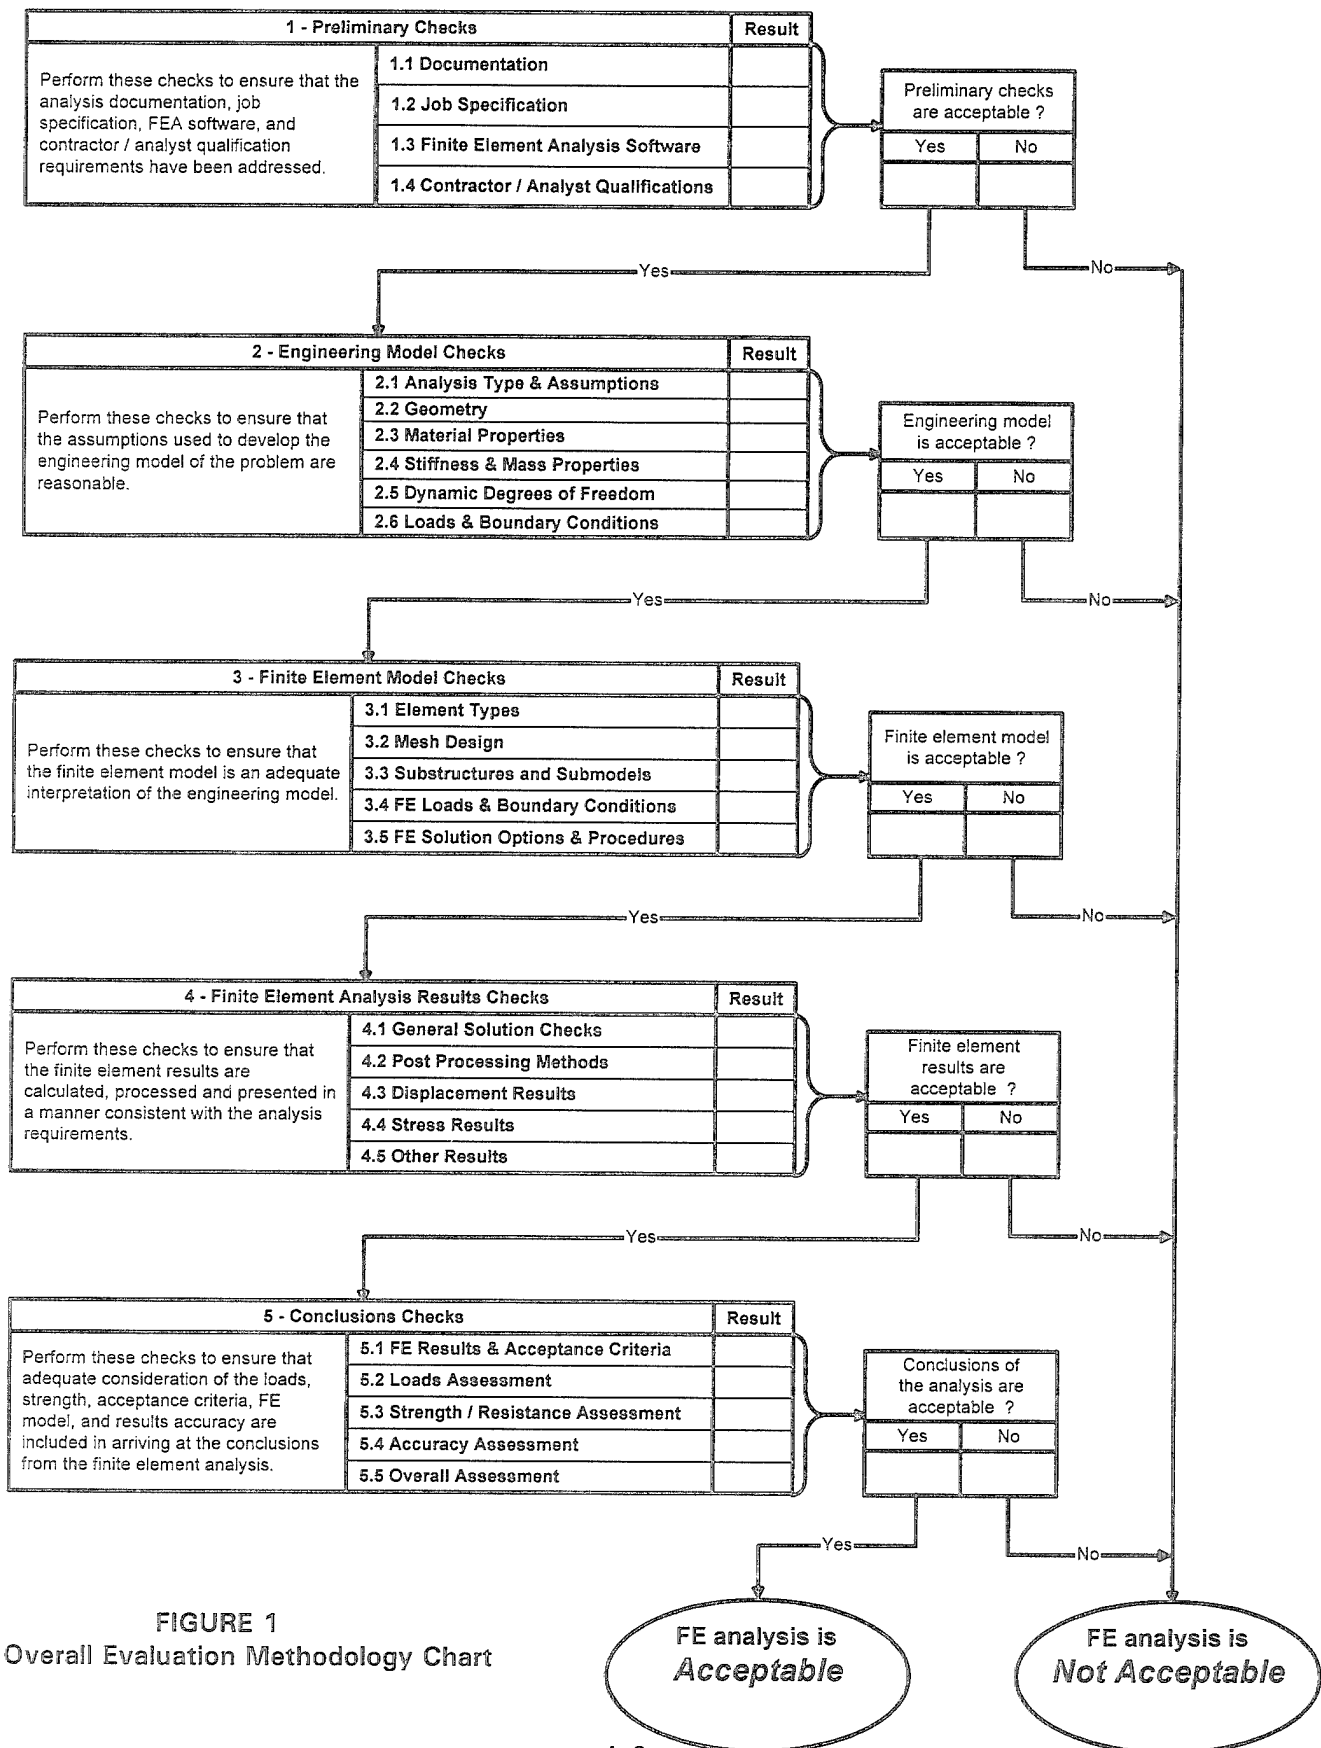 1 - Preliminary Checks
Result
Perform these checks to ensure that the
analysis documentation, job
specification, FEA software, and
contractor / analyst qualification
requirements have been addressed.
1.1 Documentation
1.2 Job Specification
1.3 Finite Element Analysis Software
1.4 Contractor / Analyst Qualifications
Preliminary checks
are acceptable ?
Yes
No
Yes
No
2 - Engineering Model Checks
Result
Perform these checks to ensure that
the assumptions used to develop the
engineering model of the problem are
reasonable.
2.1 Analysis Type & Assumptions
2.2 Geometry
2.3 Material Properties
2.4 Stiffness & Mass Properties
2.5 Dynamic Degrees of Freedom
2.6 Loads & Boundary Conditions
Engineering model
is acceptable ?
Yes
No
Yes
No
3 - Finite Element Model Checks
Result
Perform these checks to ensure that
the finite element model is an adequate
interpretation of the engineering model.
3.1 Element Types
3.2 Mesh Design
3.3 Substructures and Submodels
3.4 FE Loads & Boundary Conditions
3.5 FE Solution Options & Procedures
Finite element model
is acceptable ?
Yes
No
Yes
No
4 - Finite Element Analysis Results Checks
Result
Perform these checks to ensure that
the finite element results are
calculated, processed and presented in
a manner consistent with the analysis
requirements.
4.1 General Solution Checks
4.2 Post Processing Methods
4.3 Displacement Results
4.4 Stress Results
4.5 Other Results
Finite element
results are
acceptable ?
Yes
No
Yes
No
5 - Conclusions Checks
Result
Perform these checks to ensure that
adequate consideration of the loads,
strength, acceptance criteria, FE
model, and results accuracy are
included in arriving at the conclusions
from the finite element analysis.
5.1 FE Results & Acceptance Criteria
5.2 Loads Assessment
5.3 Strength / Resistance Assessment
5.4 Accuracy Assessment
5.5 Overall Assessment
Conclusions of
the analysis are
acceptable ?
Yes
No
Yes
No
FIGURE 1
Overall Evaluation Methodology Chart
FE analysis is
Acceptable
FE analysis is
Not Acceptable